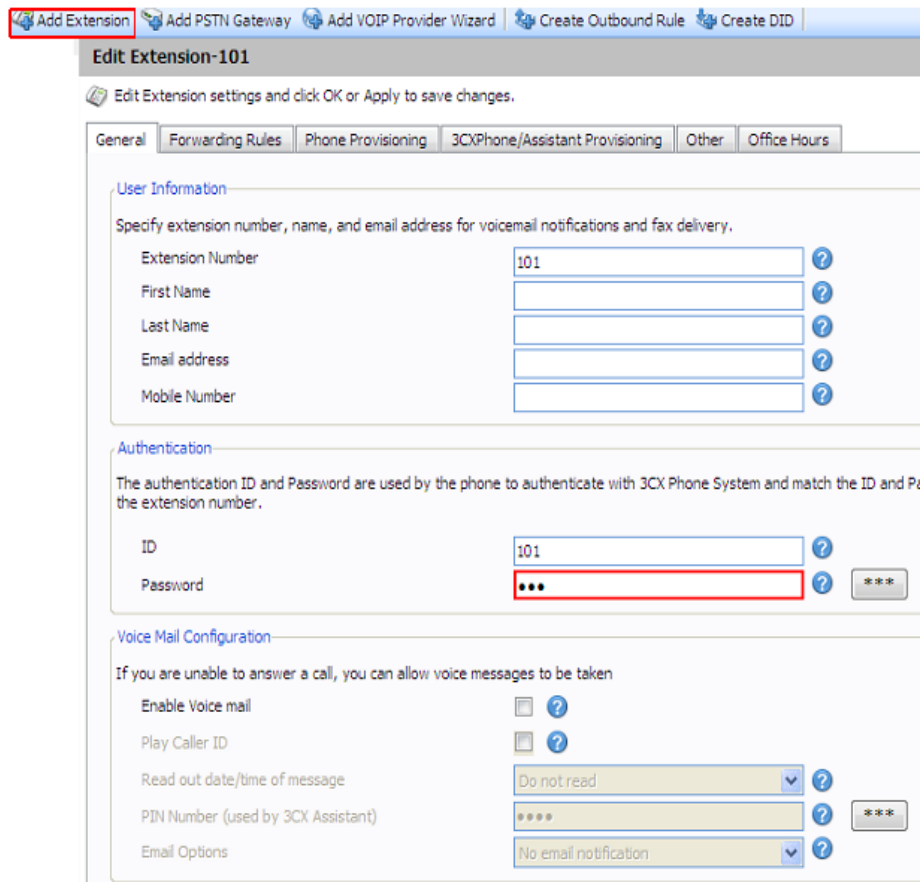 Add Extension Add PSTN Gateway Add VOIP Provider Wizard Create Outbound Rule Create DID
Edit Extension-101
Edit Extension settings and click OK or Apply to save changes.
General Forwarding Rules Phone Provisioning 3CXPhone/Assistant Provisioning Other Office Hours
User Information
Specify extension number, name, and email address for voicemail notifications and fax delivery.
Extension Number 101
First Name
Last Name
Email address
Mobile Number
Authentication
The authentication ID and Password are used by the phone to authenticate with 3CX Phone System and match the ID and Pa
the extension number.
ID 101
Password ••• ***
Voice Mail Configuration
If you are unable to answer a call, you can allow voice messages to be taken
Enable Voice mail
Play Caller ID
Read out date/time of message Do not read
PIN Number (used by 3CX Assistant) •••• ***
Email Options No email notification